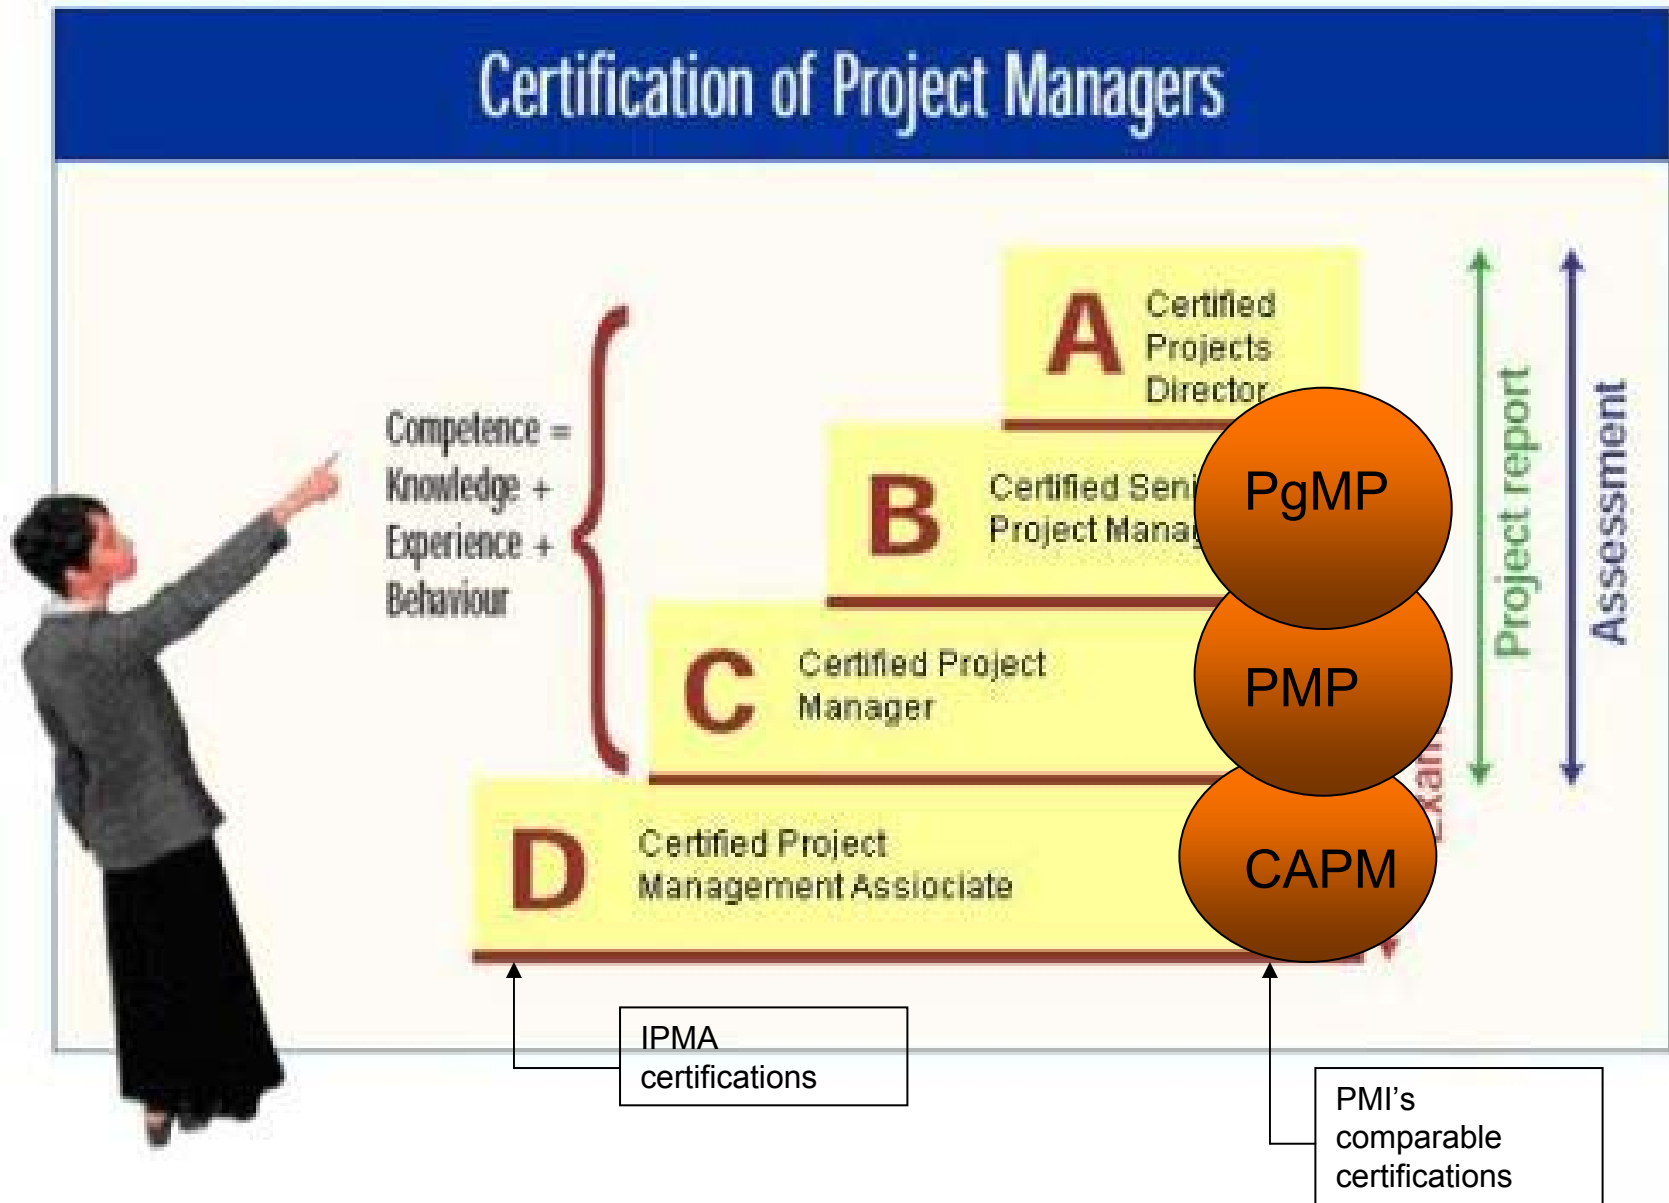 Certification of Project Managers
Competence =
Knowledge +
Experience +
Behaviour
A
Certified
Projects
Director
B
Certified Seni
Project Manag
C
Certified Project
Manager
D
Certified Project
Management Assiociate
PgMP
PMP
CAPM
Project report
Assessment
IPMA
certifications
PMI’s
comparable
certifications